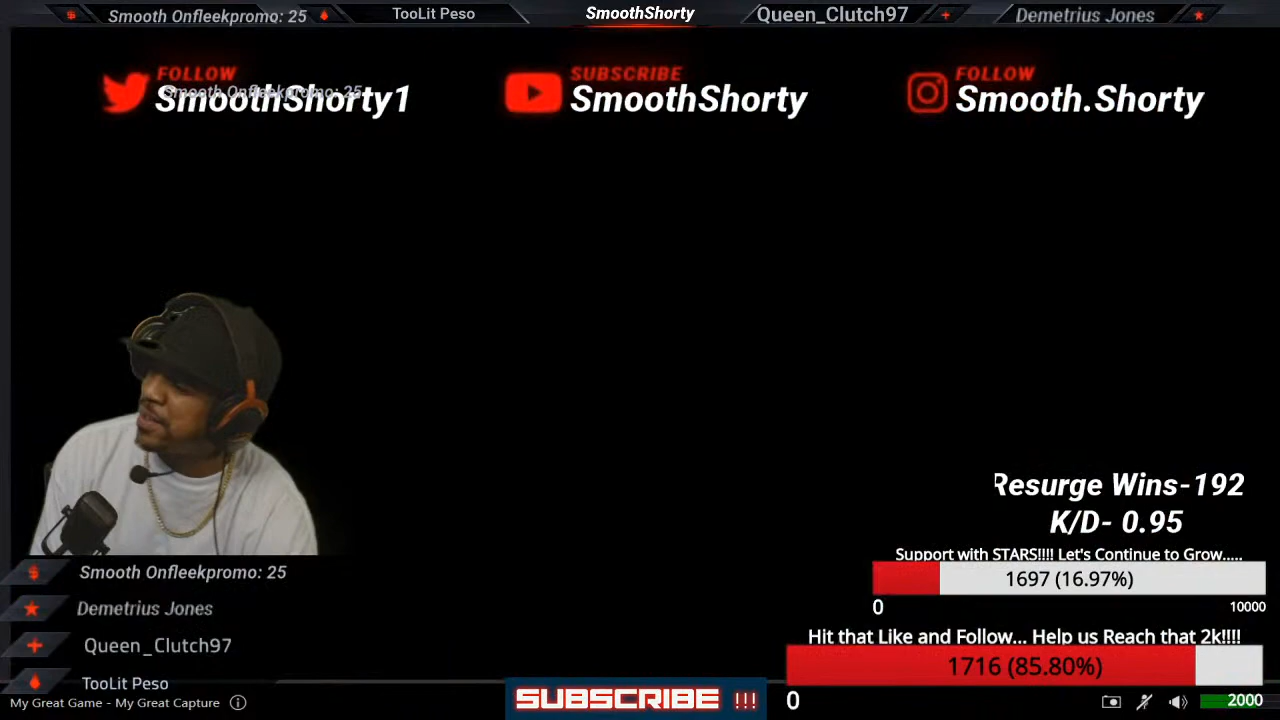 Smooth Onfleekpromo: 25
TooLit Peso
SmoothShorty
Queen_Clutch97
Demetrius Jones
FOLLOW
SmoothShorty1
Smooth Onfleekpromo: 25
SUBSCRIBE
SmoothShorty
FOLLOW
Smooth.Shorty
Resurge Wins-192
K/D- 0.95
Support with STARS!!!! Let's Continue to Grow.....
1697 (16.97%)
0
10000
Hit that Like and Follow... Help us Reach that 2k!!!!
1716 (85.80%)
0
2000
Smooth Onfleekpromo: 25
Demetrius Jones
Queen_Clutch97
TooLit Peso
My Great Game - My Great Capture
SUBSCRIBE !!!